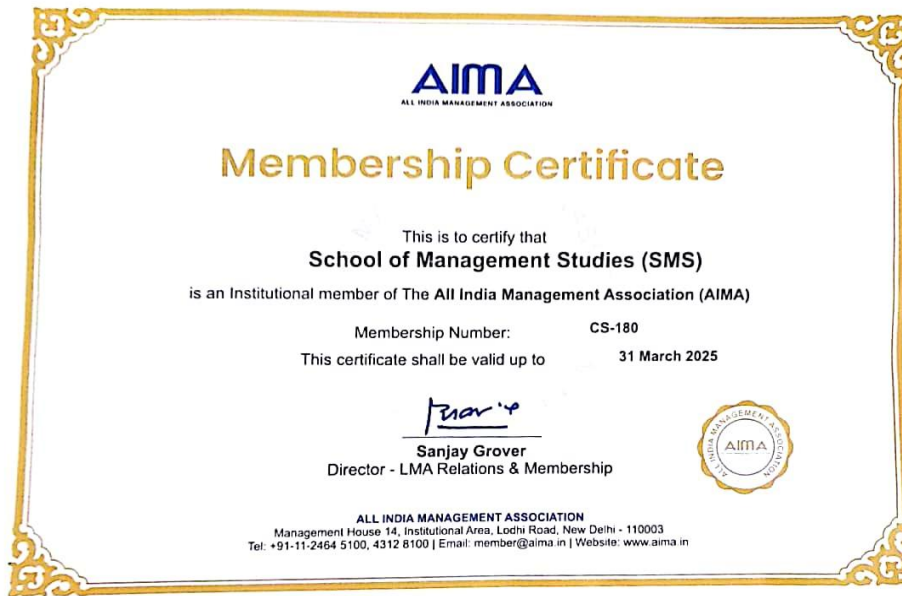 AIMA
ALL INDIA MANAGEMENT ASSOCIATION
Membership Certificate
This is to certify that
School of Management Studies (SMS)
is an Institutional member of The All India Management Association (AIMA)
Membership Number: CS-180
This certificate shall be valid up to 31 March 2025
Sanjay Grover
Director - LMA Relations & Membership
ALL INDIA MANAGEMENT ASSOCIATION
AIMA
ALL INDIA MANAGEMENT ASSOCIATION
Management House 14, Institutional Area, Lodhi Road, New Delhi - 110003
Tel: +91-11-2464 5100, 4312 8100 | Email: member@aima.in | Website: www.aima.in